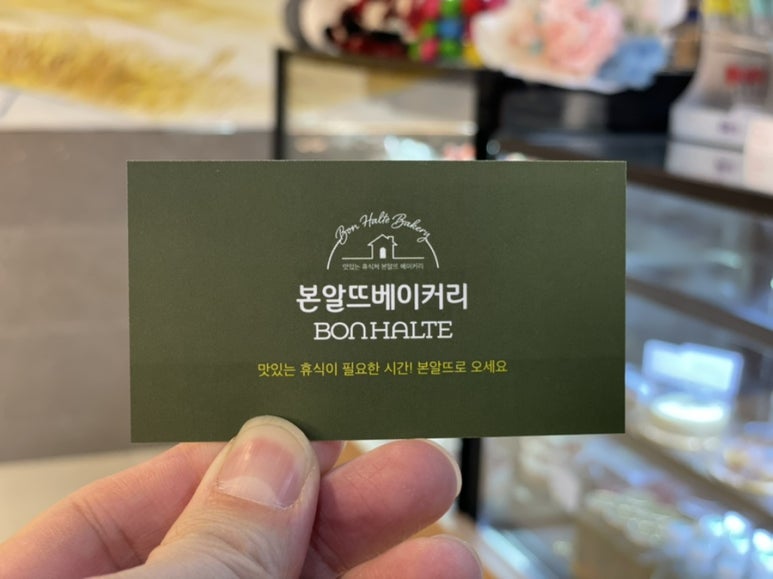 Bon Halte Bakery
맛있는 휴식처 본알뜨 베이커리
본알뜨베이커리
BONHALTE
맛있는 휴식이 필요한 시간! 본알뜨로 오세요